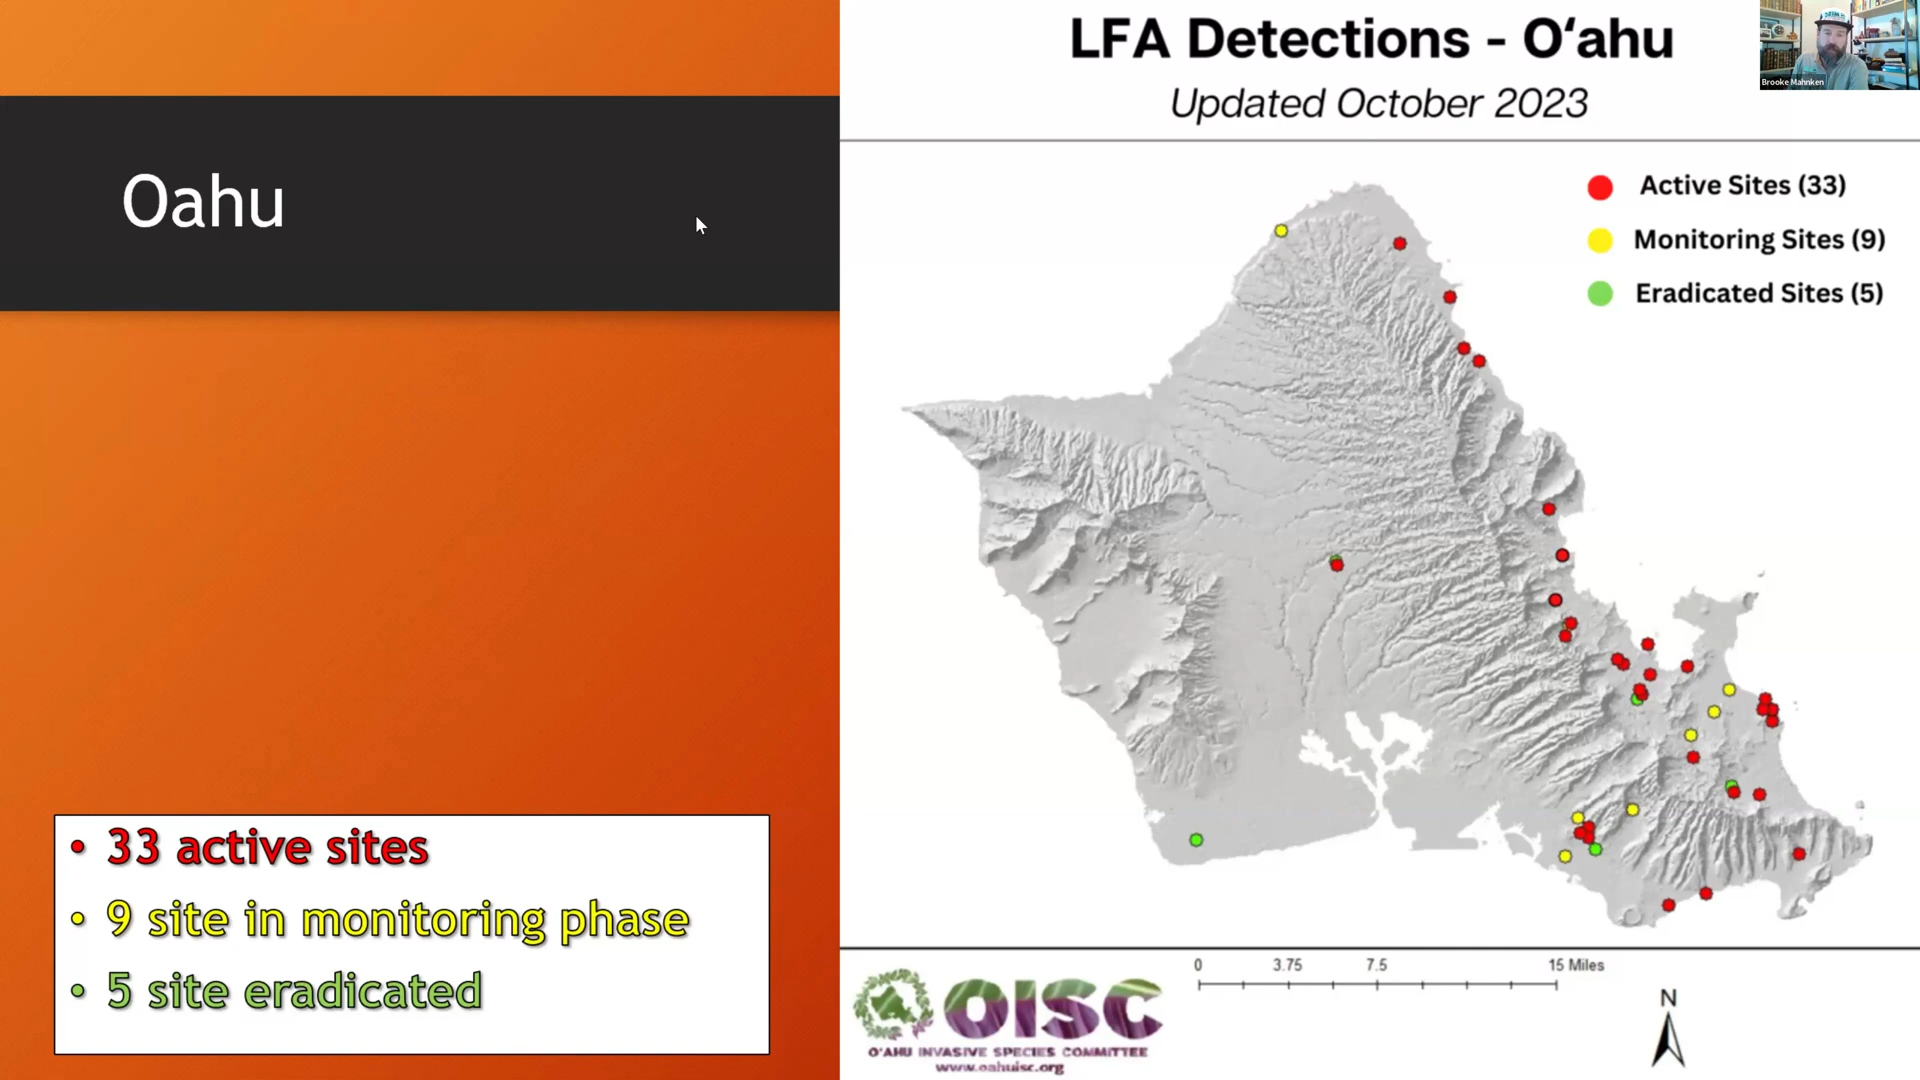 Oahu
• 33 active sites
• 9 site in monitoring phase
• 5 site eradicated
LFA Detections - Oʻahu
Updated October 2023
Brooke Mahnken
Active Sites (33)
Monitoring Sites (9)
Eradicated Sites (5)
0 3.75 7.5 15 Miles
N
OISC
OʻAHU INVASIVE SPECIES COMMITTEE
www.oahuisc.org